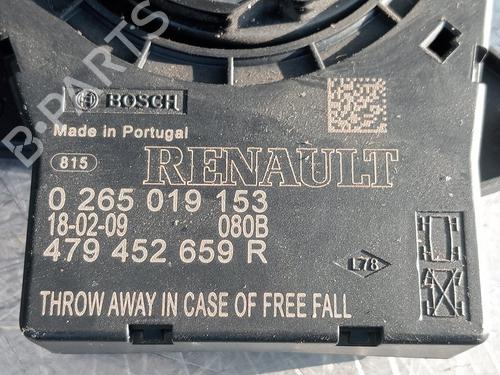 B-PARTS
BOSCH
Made in Portugal
815
RENAULT
0 265 019 153
18-02-09 080B
479 452 659 R
L78
THROW AWAY IN CASE OF FREE FALL